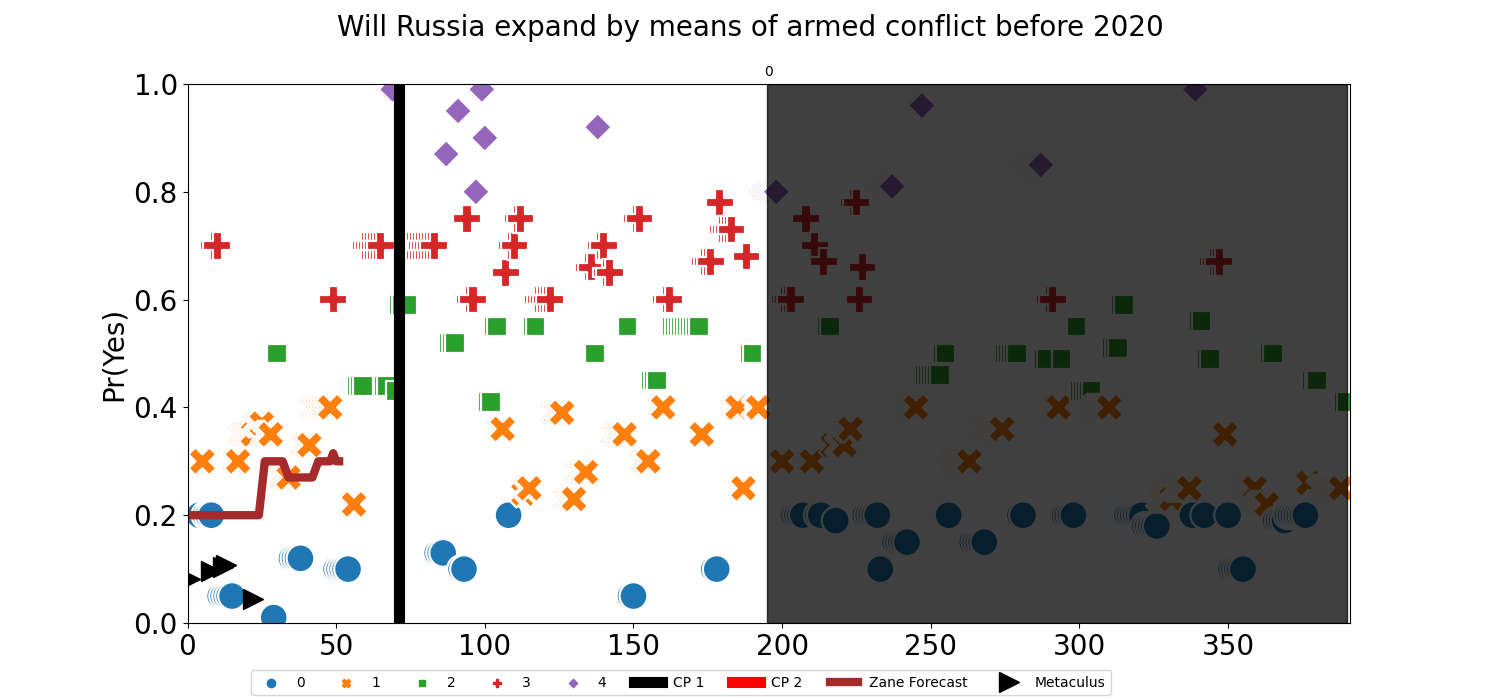 Will Russia expand by means of armed conflict before 2020
0
1.0
0.8
0.6
0.4
0.2
0.0
Pr(Yes)
0 50 100 150 200 250 300 350
0 1 2 3 4 CP 1 CP 2 Zane Forecast Metaculus